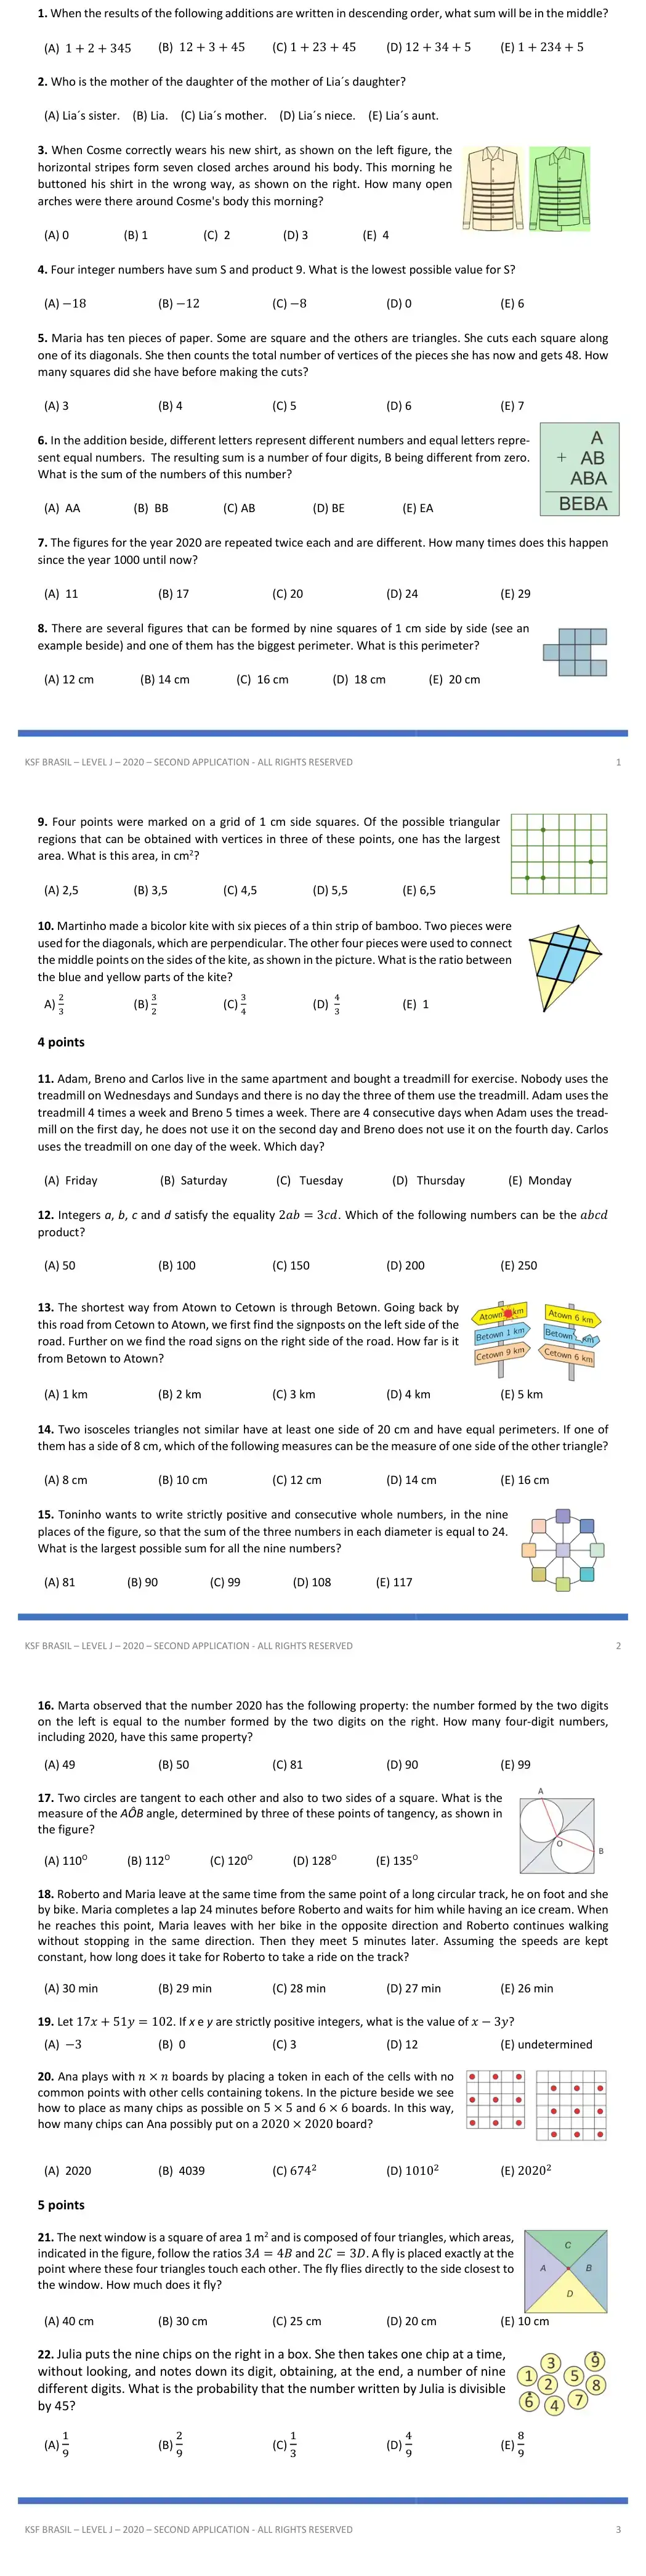 1. When the results of the following additions are written in descending order, what sum will be in the middle?
(A) 1 + 2 + 345 (B) 12 + 3 + 45 (C) 1 + 23 + 45 (D) 12 + 34 + 5 (E) 1 + 234 + 5
2. Who is the mother of the daughter of the mother of Lia´s daughter?
(A) Lia´s sister. (B) Lia. (C) Lia´s mother. (D) Lia´s niece. (E) Lia´s aunt.
3. When Cosme correctly wears his new shirt, as shown on the left figure, the
horizontal stripes form seven closed arches around his body. This morning he
buttoned his shirt in the wrong way, as shown on the right. How many open
arches were there around Cosme's body this morning?
(A) 0 (B) 1 (C) 2 (D) 3 (E) 4
4. Four integer numbers have sum S and product 9. What is the lowest possible value for S?
(A) −18 (B) −12 (C) −8 (D) 0 (E) 6
5. Maria has ten pieces of paper. Some are square and the others are triangles. She cuts each square along
one of its diagonals. She then counts the total number of vertices of the pieces she has now and gets 48. How
many squares did she have before making the cuts?
(A) 3 (B) 4 (C) 5 (D) 6 (E) 7
6. In the addition beside, different letters represent different numbers and equal letters repre-
sent equal numbers. The resulting sum is a number of four digits, B being different from zero.
What is the sum of the numbers of this number?
A
+ AB
ABA
BEBA
(A) AA (B) BB (C) AB (D) BE (E) EA
7. The figures for the year 2020 are repeated twice each and are different. How many times does this happen
since the year 1000 until now?
(A) 11 (B) 17 (C) 20 (D) 24 (E) 29
8. There are several figures that can be formed by nine squares of 1 cm side by side (see an
example beside) and one of them has the biggest perimeter. What is this perimeter?
(A) 12 cm (B) 14 cm (C) 16 cm (D) 18 cm (E) 20 cm
KSF BRASIL – LEVEL J – 2020 – SECOND APPLICATION - ALL RIGHTS RESERVED 1
9. Four points were marked on a grid of 1 cm side squares. Of the possible triangular
regions that can be obtained with vertices in three of these points, one has the largest
area. What is this area, in cm²?
(A) 2,5 (B) 3,5 (C) 4,5 (D) 5,5 (E) 6,5
10. Martinho made a bicolor kite with six pieces of a thin strip of bamboo. Two pieces were
used for the diagonals, which are perpendicular. The other four pieces were used to connect
the middle points on the sides of the kite, as shown in the picture. What is the ratio between
the blue and yellow parts of the kite?
A) 2/3 (B) 3/2 (C) 3/4 (D) 4/3 (E) 1
4 points
11. Adam, Breno and Carlos live in the same apartment and bought a treadmill for exercise. Nobody uses the
treadmill on Wednesdays and Sundays and there is no day the three of them use the treadmill. Adam uses the
treadmill 4 times a week and Breno 5 times a week. There are 4 consecutive days when Adam uses the tread-
mill on the first day, he does not use it on the second day and Breno does not use it on the fourth day. Carlos
uses the treadmill on one day of the week. Which day?
(A) Friday (B) Saturday (C) Tuesday (D) Thursday (E) Monday
12. Integers a, b, c and d satisfy the equality 2ab = 3cd. Which of the following numbers can be the abcd
product?
(A) 50 (B) 100 (C) 150 (D) 200 (E) 250
13. The shortest way from Atown to Cetown is through Betown. Going back by
this road from Cetown to Atown, we first find the signposts on the left side of the
road. Further on we find the road signs on the right side of the road. How far is it
from Betown to Atown?
Atown km
Betown 1 km
Cetown 9 km
Atown 6 km
Betown km
Cetown 6 km
(A) 1 km (B) 2 km (C) 3 km (D) 4 km (E) 5 km
14. Two isosceles triangles not similar have at least one side of 20 cm and have equal perimeters. If one of
them has a side of 8 cm, which of the following measures can be the measure of one side of the other triangle?
(A) 8 cm (B) 10 cm (C) 12 cm (D) 14 cm (E) 16 cm
15. Toninho wants to write strictly positive and consecutive whole numbers, in the nine
places of the figure, so that the sum of the three numbers in each diameter is equal to 24.
What is the largest possible sum for all the nine numbers?
(A) 81 (B) 90 (C) 99 (D) 108 (E) 117
KSF BRASIL – LEVEL J – 2020 – SECOND APPLICATION - ALL RIGHTS RESERVED 2
16. Marta observed that the number 2020 has the following property: the number formed by the two digits
on the left is equal to the number formed by the two digits on the right. How many four-digit numbers,
including 2020, have this same property?
(A) 49 (B) 50 (C) 81 (D) 90 (E) 99
17. Two circles are tangent to each other and also to two sides of a square. What is the
measure of the AÔB angle, determined by three of these points of tangency, as shown in
the figure?
A
O
B
(A) 110⁰ (B) 112⁰ (C) 120⁰ (D) 128⁰ (E) 135⁰
18. Roberto and Maria leave at the same time from the same point of a long circular track, he on foot and she
by bike. Maria completes a lap 24 minutes before Roberto and waits for him while having an ice cream. When
he reaches this point, Maria leaves with her bike in the opposite direction and Roberto continues walking
without stopping in the same direction. Then they meet 5 minutes later. Assuming the speeds are kept
constant, how long does it take for Roberto to take a ride on the track?
(A) 30 min (B) 29 min (C) 28 min (D) 27 min (E) 26 min
19. Let 17x + 51y = 102. If x e y are strictly positive integers, what is the value of x − 3y?
(A) −3 (B) 0 (C) 3 (D) 12 (E) undetermined
20. Ana plays with n × n boards by placing a token in each of the cells with no
common points with other cells containing tokens. In the picture beside we see
how to place as many chips as possible on 5 × 5 and 6 × 6 boards. In this way,
how many chips can Ana possibly put on a 2020 × 2020 board?
(A) 2020 (B) 4039 (C) 674² (D) 1010² (E) 2020²
5 points
21. The next window is a square of area 1 m² and is composed of four triangles, which areas,
indicated in the figure, follow the ratios 3A = 4B and 2C = 3D. A fly is placed exactly at the
point where these four triangles touch each other. The fly flies directly to the side closest to
the window. How much does it fly?
C
A B
D
(A) 40 cm (B) 30 cm (C) 25 cm (D) 20 cm (E) 10 cm
22. Julia puts the nine chips on the right in a box. She then takes one chip at a time,
without looking, and notes down its digit, obtaining, at the end, a number of nine
different digits. What is the probability that the number written by Julia is divisible
by 45?
3 9
1 5
2 8
6 4 7
(A) 1/9 (B) 2/9 (C) 1/3 (D) 4/9 (E) 8/9
KSF BRASIL – LEVEL J – 2020 – SECOND APPLICATION - ALL RIGHTS RESERVED 3